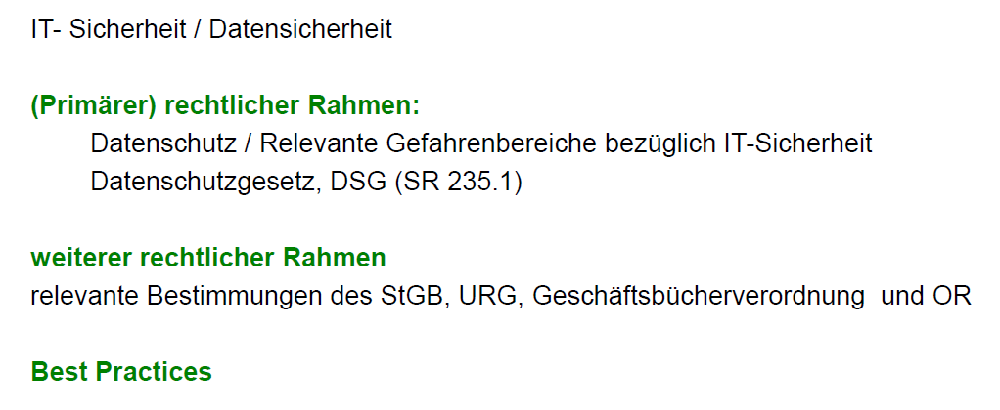 IT- Sicherheit / Datensicherheit
(Primärer) rechtlicher Rahmen:
Datenschutz / Relevante Gefahrenbereiche bezüglich IT-Sicherheit
Datenschutzgesetz, DSG (SR 235.1)
weiterer rechtlicher Rahmen
relevante Bestimmungen des StGB, URG, Geschäftsbücherverordnung  und OR
Best Practices